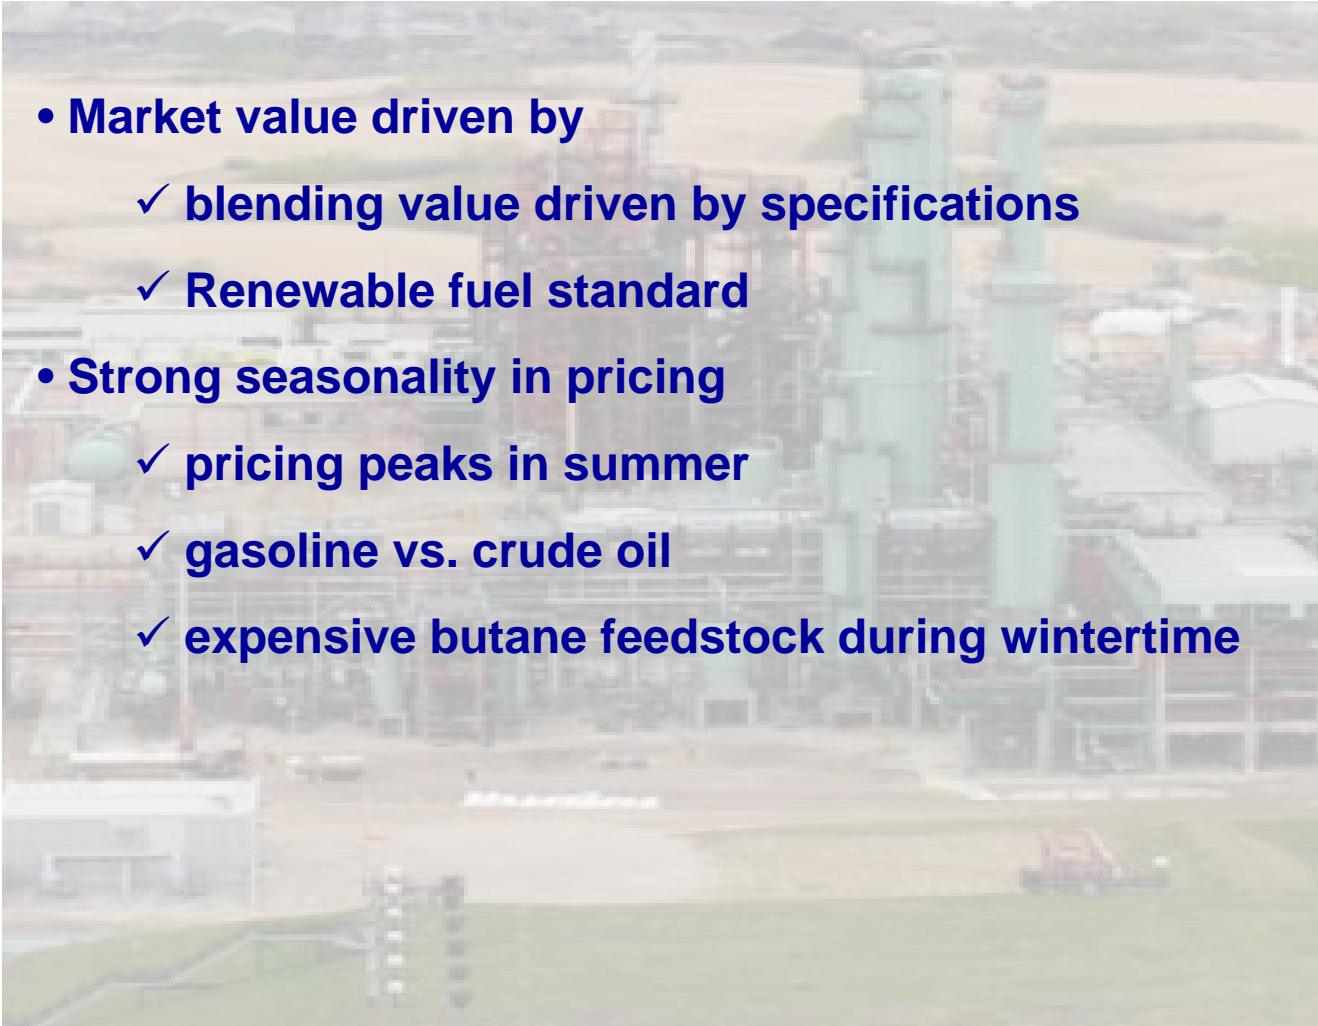 • Market value driven by
✓ blending value driven by specifications
✓ Renewable fuel standard
• Strong seasonality in pricing
✓ pricing peaks in summer
✓ gasoline vs. crude oil
✓ expensive butane feedstock during wintertime